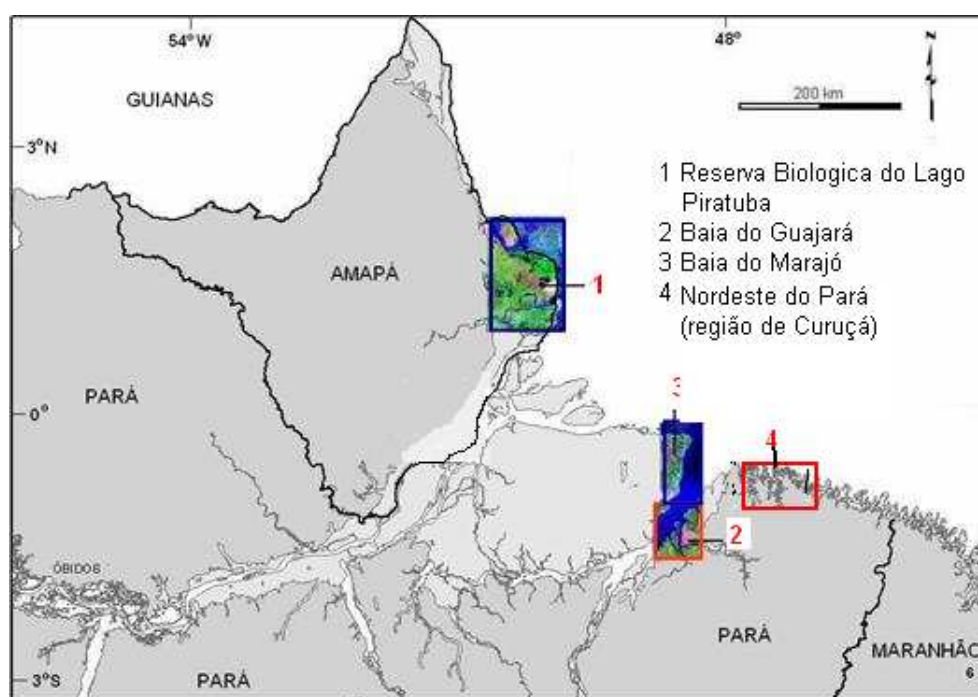 54° W
48°
GUIANAS
200 km
N
3°N
1 Reserva Biologica do Lago
Piratuba
2 Baia do Guajará
3 Baia do Marajó
4 Nordeste do Pará
(região de Curuçá)
AMAPÁ
1
PARÁ
0°
3
4
2
ÓBIDOS
PARÁ
MARANHÃO
PARÁ
3°S
6